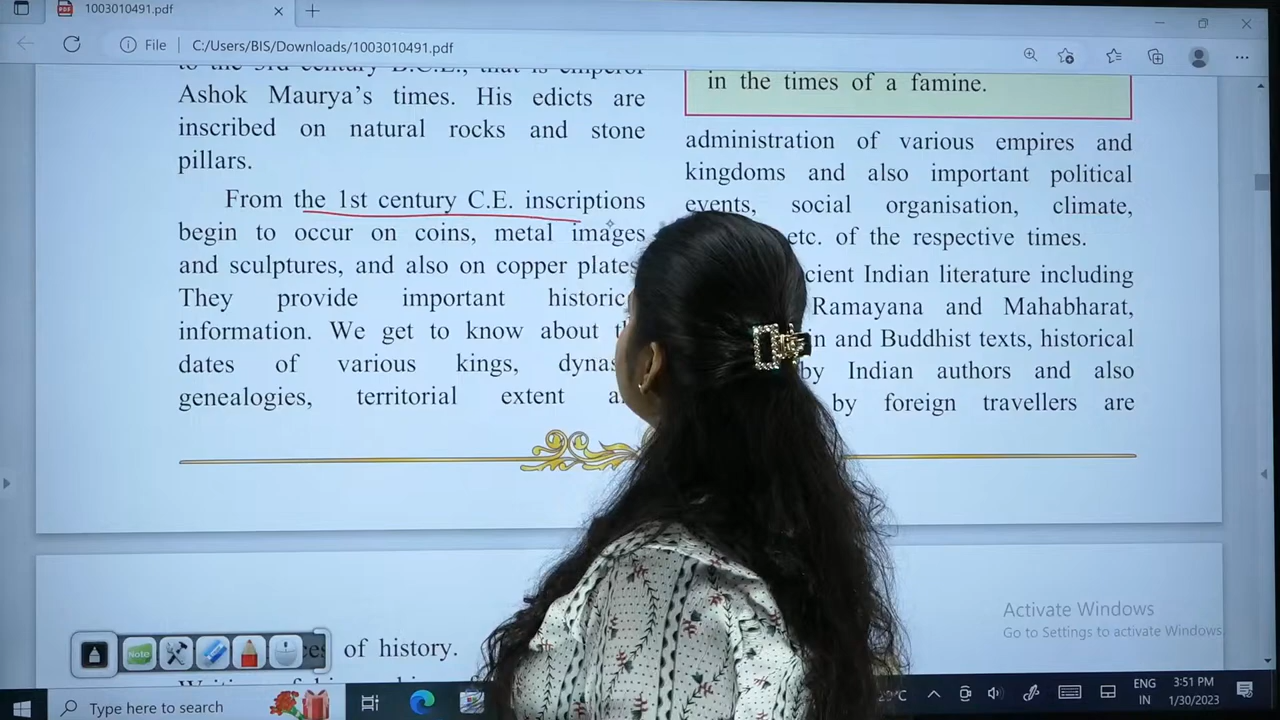 1003010491.pdf
File
C:/Users/BIS/Downloads/1003010491.pdf
Ashok Maurya's times. His edicts are
inscribed on natural rocks and stone
pillars.
From the 1st century C.E. inscriptions
begin to occur on coins, metal images
and sculptures, and also on copper plates
They provide important
information. We get to know about
dates of various kings,
genealogies, territorial extent
in the times of a famine.
administration of various empires and
kingdoms and also important political
events, social organisation, climate,
etc. of the respective times.
Indian literature including
Ramayana and Mahabharat,
and Buddhist texts, historical
by Indian authors and also
by foreign travellers are
of history.
Activate Windows
Go to Settings to activate Windows.
Note
Type here to search
ENG
IN
3:51 PM
1/30/2023